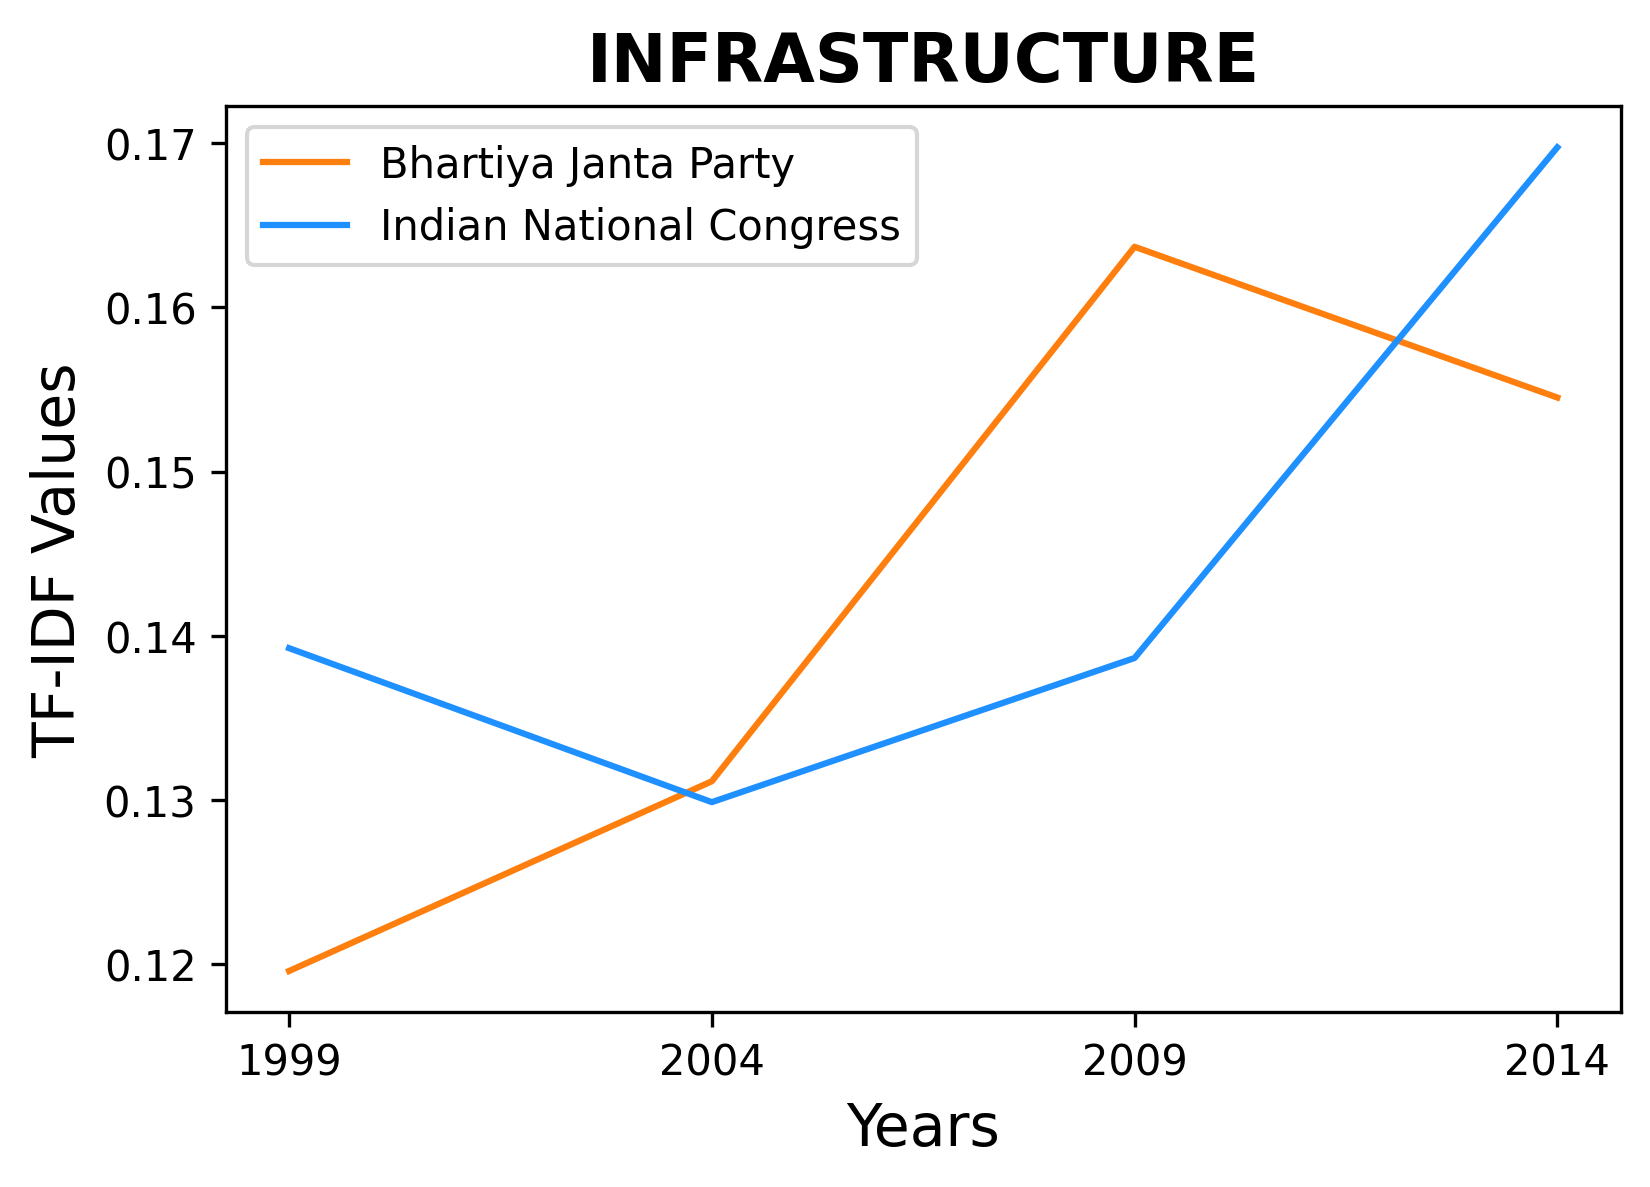 INFRASTRUCTURE
Bhartiya Janta Party
Indian National Congress
TF-IDF Values
0.17
0.16
0.15
0.14
0.13
0.12
1999 2004 2009 2014
Years